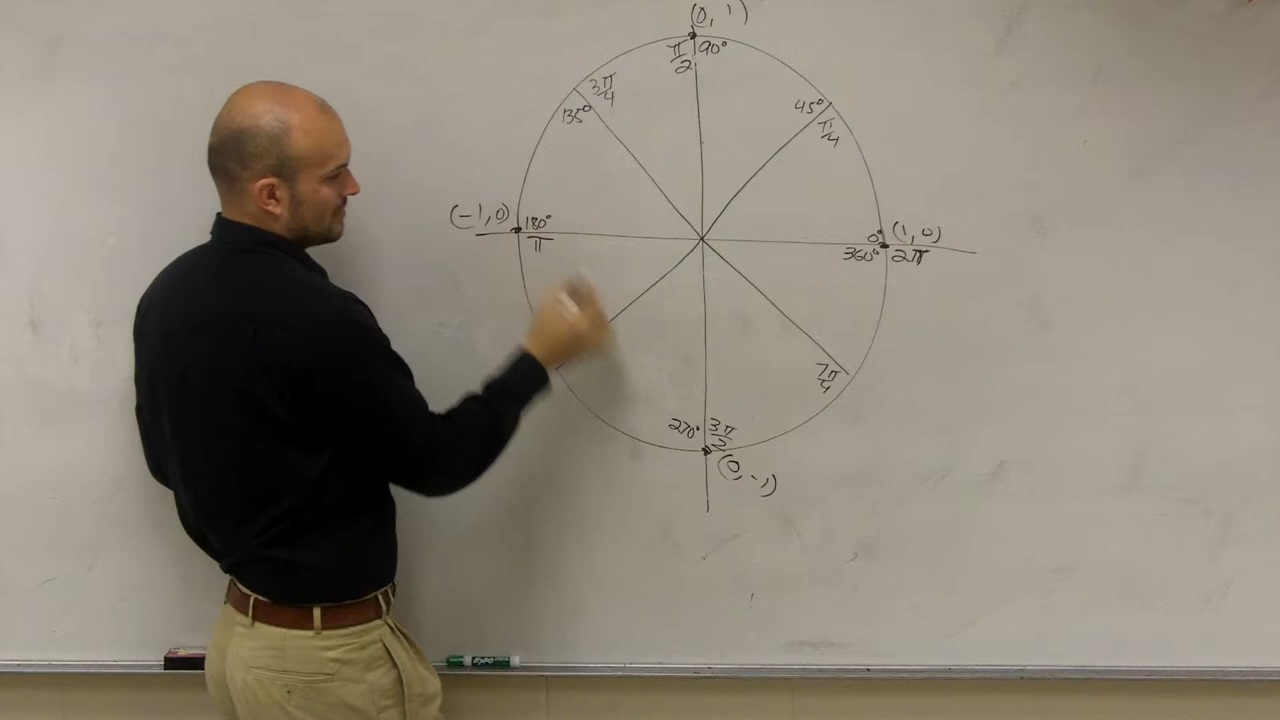 (0, 1)
π/2 90°
3π/4
135°
45°
π/4
(-1, 0) 180°
π
0° (1, 0)
360° 2π
7π/4
270° 3π/2
(0, -1)
EXPO